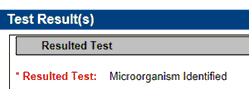 Test Result(s)
Resulted Test
* Resulted Test: Microorganism Identified